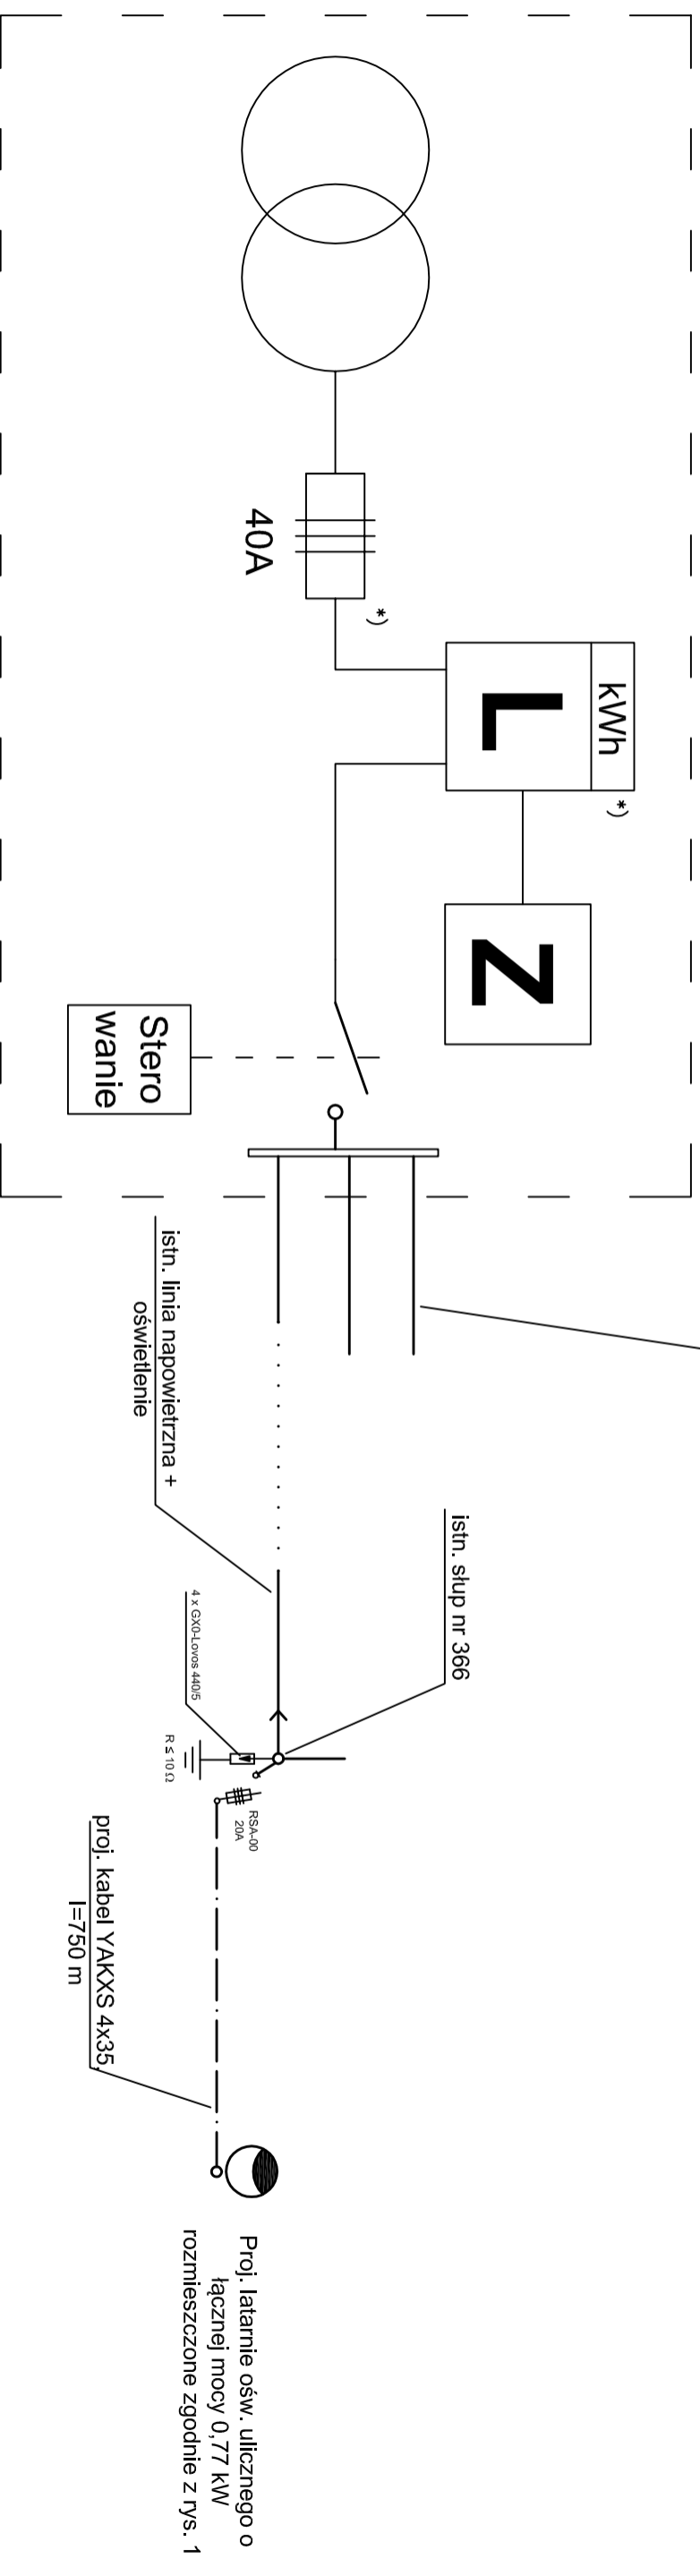 40A
*)
kWh
L
*)
Z
Stero
wanie
istn. linia napowietrzna +
oświetlenie
istn. słup nr 366
4 x GX0-Lovos 440/5
R ≤ 10 Ω
RSA-00
20A
proj. kabel YAKXS 4x35,
l=750 m
Proj. latarnie ośw. ulicznego o
łącznej mocy 0,77 kW
rozmieszczone zgodnie z rys. 1